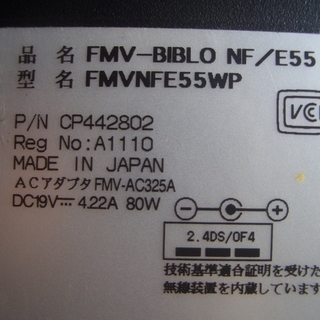 品 名 FMV-BIBLO NF/E55
型 名 FMVNFE55WP
P/N CP442802
Reg No:A1110
MADE IN JAPAN
ACアダプタ FMV-AC325A
DC19V⎓ 4.22A 80W
2.4DS/OF4
技術基準適合証明を受けた
無線装置を内蔵しています